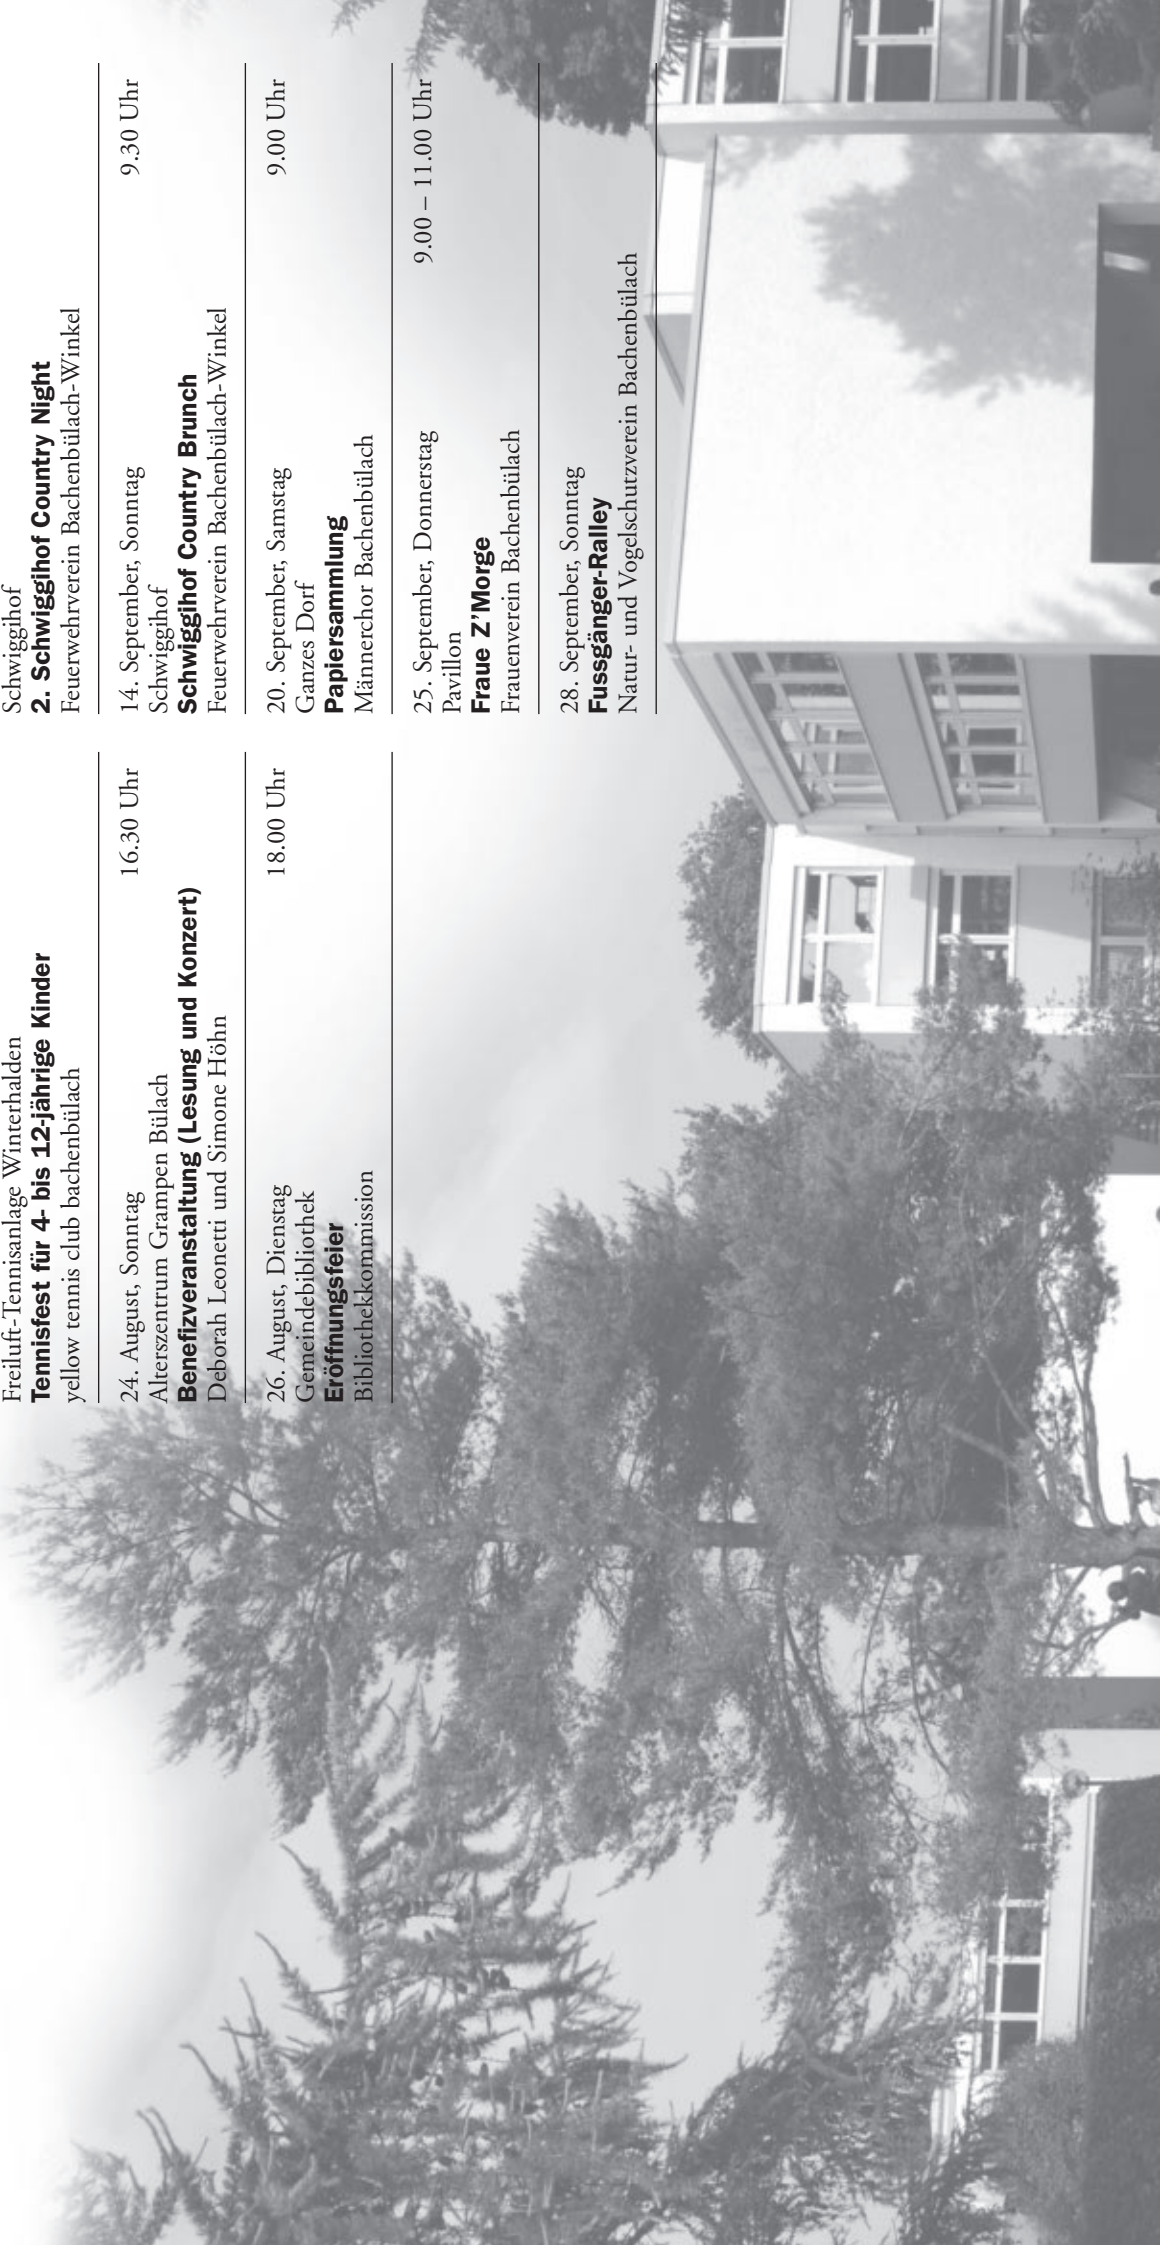 Freiluft-Tennisanlage Winterhalden
Tennisfest für 4- bis 12-jährige Kinder
yellow tennis club bachenbülach
24. August, Sonntag 16.30 Uhr
Alterszentrum Grampen Bülach
Benefizveranstaltung (Lesung und Konzert)
Deborah Leonetti und Simone Höhn
26. August, Dienstag 18.00 Uhr
Gemeindebibliothek
Eröffnungsfeier
Bibliothekkommission
Schwiggihof
2. Schwiggihof Country Night
Feuerwehrverein Bachenbülach-Winkel
14. September, Sonntag 9.30 Uhr
Schwiggihof
Schwiggihof Country Brunch
Feuerwehrverein Bachenbülach-Winkel
20. September, Samstag 9.00 Uhr
Ganzes Dorf
Papiersammlung
Männerchor Bachenbülach
25. September, Donnerstag 9.00 – 11.00 Uhr
Pavillon
Fraue Z’Morge
Frauenverein Bachenbülach
28. September, Sonntag
Fussgänger-Ralley
Natur- und Vogelschutzverein Bachenbülach